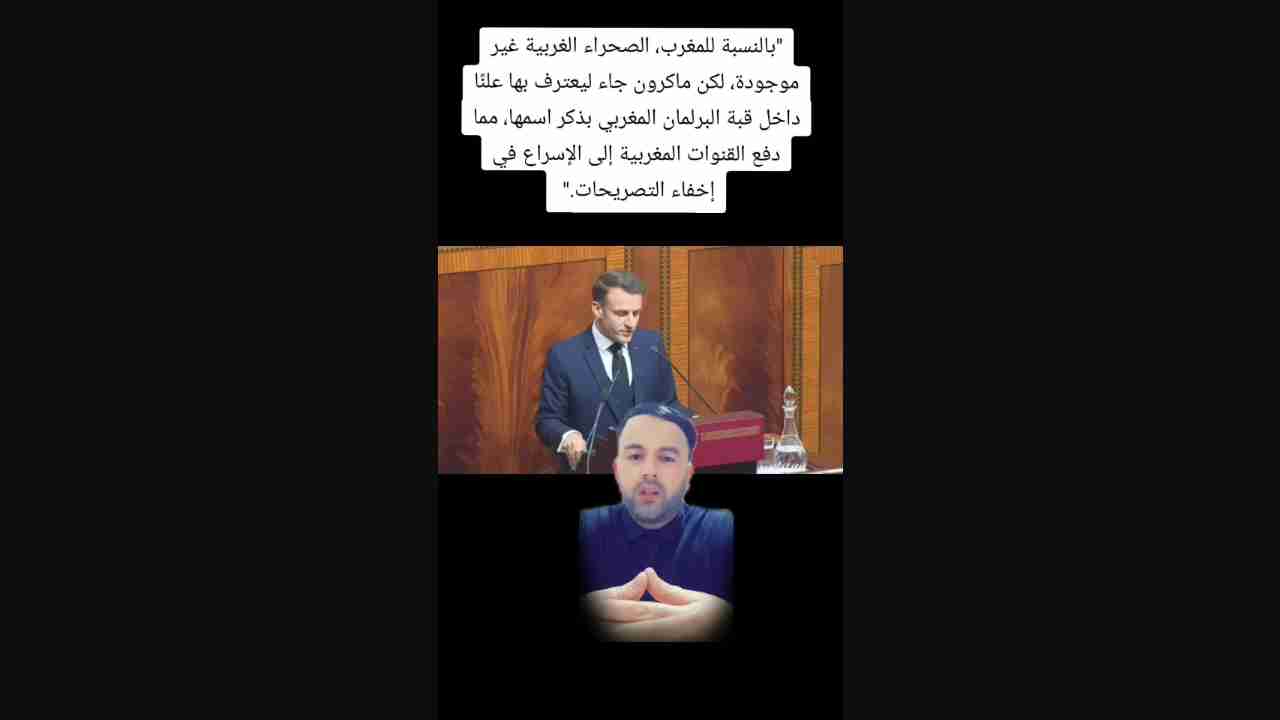 "بالنسبة للمغرب، الصحراء الغربية غير
موجودة، لكن ماكرون جاء ليعترف بها علنًا
داخل قبة البرلمان المغربي بذكر اسمها، مما
دفع القنوات المغربية إلى الإسراع في
إخفاء التصريحات."